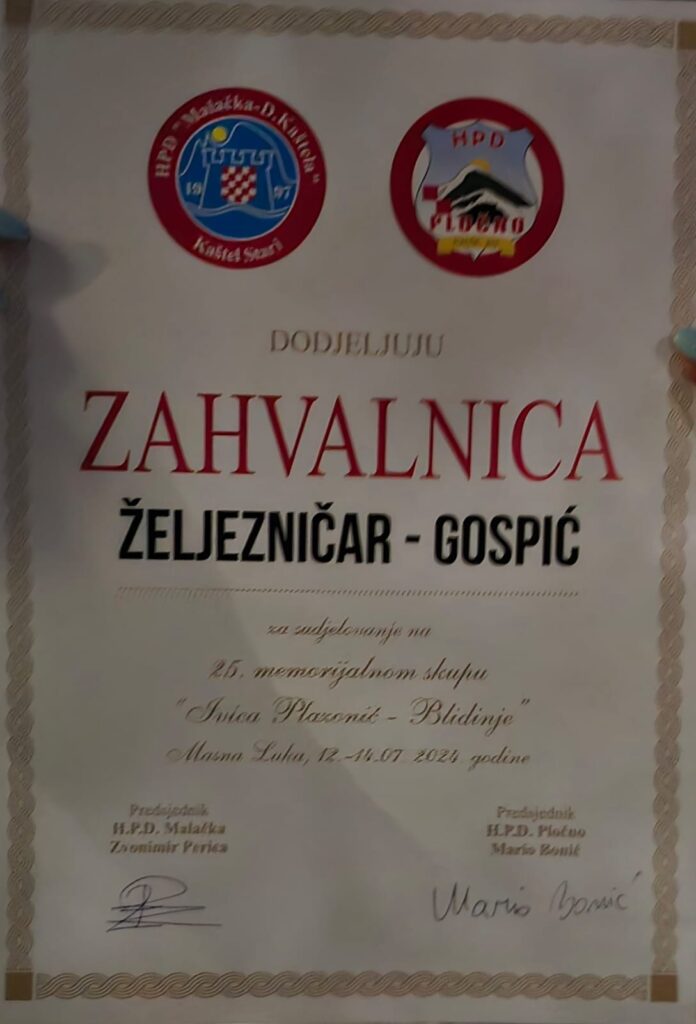 HPD "Malačka-D.Kaštela"
19 97
Kaštel Stari
HPD
PLOČNO
DODJELJUJU
ZAHVALNICA
ŽELJEZNIČAR - GOSPIĆ
za sudjelovanje na
25. memorijalnom skupu
"Ivica Plazonić - Blidinje"
Masna Luka, 12.-14.07. 2024. godine
Predsjednik
H.P.D. Malačka
Zvonimir Perica
Predsjednik
H.P.D. Pločno
Mario Bonić
Mario Bonić